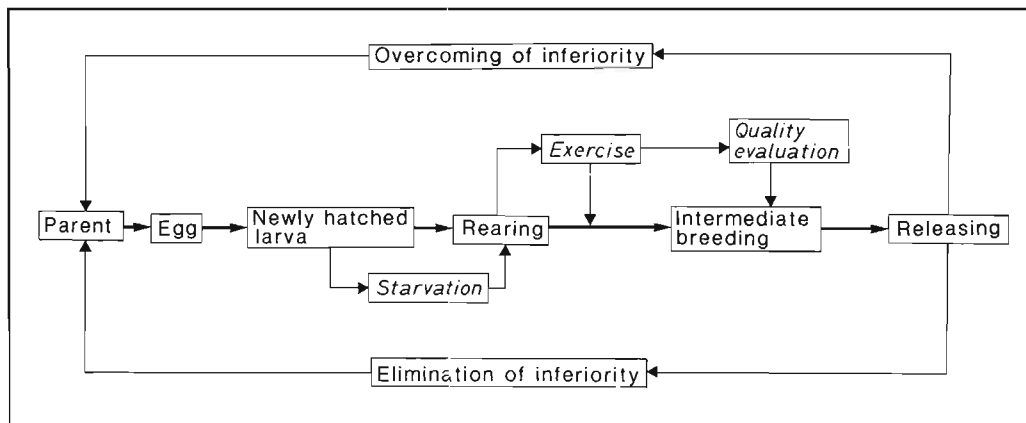 Overcoming of inferiority
Exercise
Quality
evaluation
Parent
Egg
Newly hatched
larva
Rearing
Intermediate
breeding
Releasing
Starvation
Elimination of inferiority